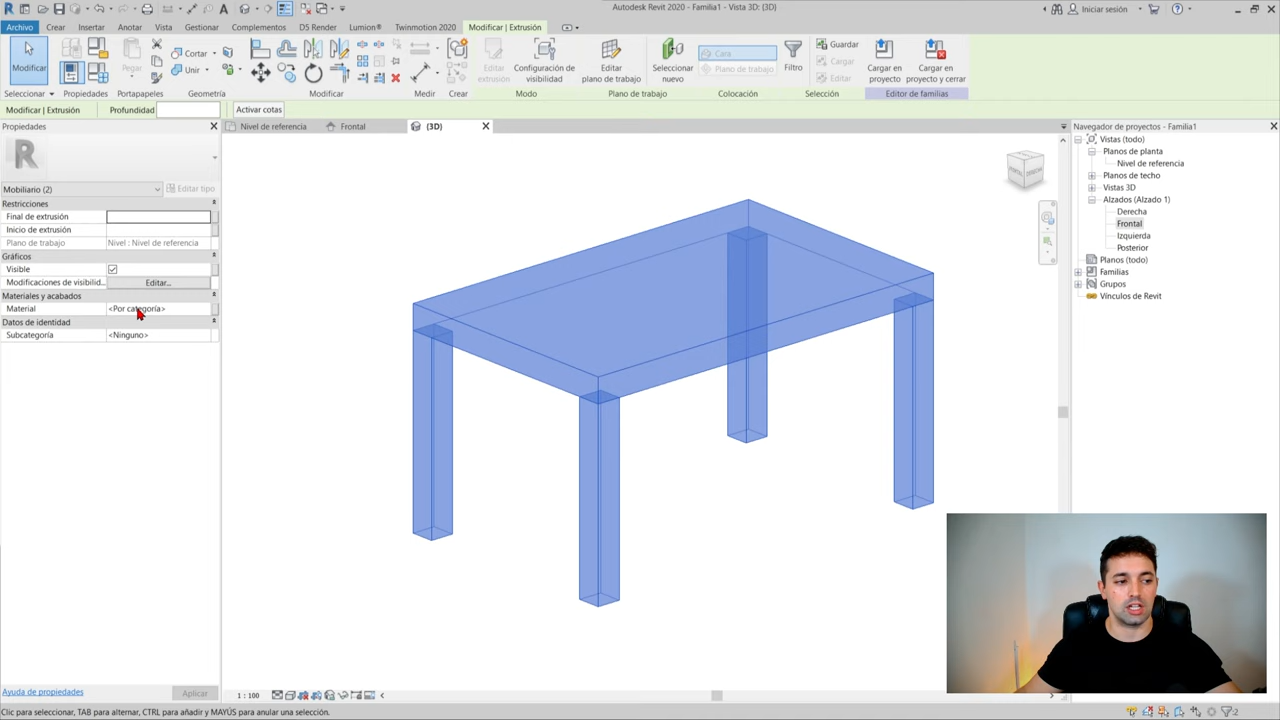 Autodesk Revit 2020 - Familia1 - Vista 3D: {3D}
Iniciar sesión
Archivo Crear Insertar Anotar Vista Gestionar Complementos D5 Render Lumion® Twinmotion 2020 Modificar | Extrusión
Modificar
Pegar
Cortar
Unir
Editar extrusión
Configuración de visibilidad
Editar plano de trabajo
Seleccionar nuevo
Cara
Plano de trabajo
Filtro
Guardar
Cargar
Editar
Cargar en proyecto
Cargar en proyecto y cerrar
Seleccionar Propiedades Portapapeles Geometría Modificar Medir Crear Modo Plano de trabajo Colocación Selección Editor de familias
Modificar | Extrusión Profundidad Activar cotas
Propiedades
Nivel de referencia Frontal {3D}
Mobiliario (2) Editar tipo
Restricciones
Final de extrusión
Inicio de extrusión
Plano de trabajo Nivel : Nivel de referencia
Gráficos
Visible
Modificaciones de visibilid... Editar...
Materiales y acabados
Material <Por categoría>
Datos de identidad
Subcategoría <Ninguno>
Ayuda de propiedades Aplicar
1 : 100
Navegador de proyectos - Familia1
Vistas (todo)
Planos de planta
Nivel de referencia
Planos de techo
Vistas 3D
Alzados (Alzado 1)
Derecha
Frontal
Izquierda
Posterior
Planos (todo)
Familias
Grupos
Vínculos de Revit
Clic para seleccionar, TAB para alternar, CTRL para añadir y MAYÚS para anular una selección.
:2